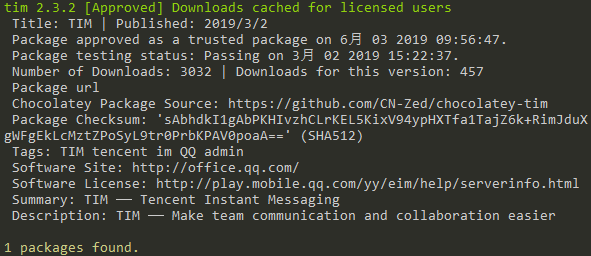 tim 2.3.2 [Approved] Downloads cached for licensed users
Title: TIM | Published: 2019/3/2
Package approved as a trusted package on 6月 03 2019 09:56:47.
Package testing status: Passing on 3月 02 2019 15:22:37.
Number of Downloads: 3032 | Downloads for this version: 457
Package url
Chocolatey Package Source: https://github.com/CN-Zed/chocolatey-tim
Package Checksum: 'sAbhdkI1gAbPKHIvzhCLrKEL5KixV94ypHXTfa1TajZ6k+RimJduX
gWFgEkLcMztZPoSyL9tr0PrbKPAV0poaA==' (SHA512)
Tags: TIM tencent im QQ admin
Software Site: http://office.qq.com/
Software License: http://play.mobile.qq.com/yy/eim/help/serverinfo.html
Summary: TIM —— Tencent Instant Messaging
Description: TIM —— Make team communication and collaboration easier
1 packages found.